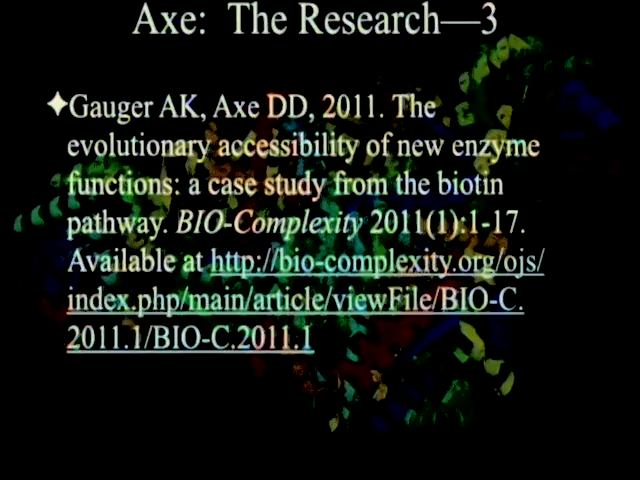 Axe: The Research—3
✦Gauger AK, Axe DD, 2011. The
evolutionary accessibility of new enzyme
functions: a case study from the biotin
pathway. BIO-Complexity 2011(1):1-17.
Available at http://bio-complexity.org/ojs/
index.php/main/article/viewFile/BIO-C.
2011.1/BIO-C.2011.1